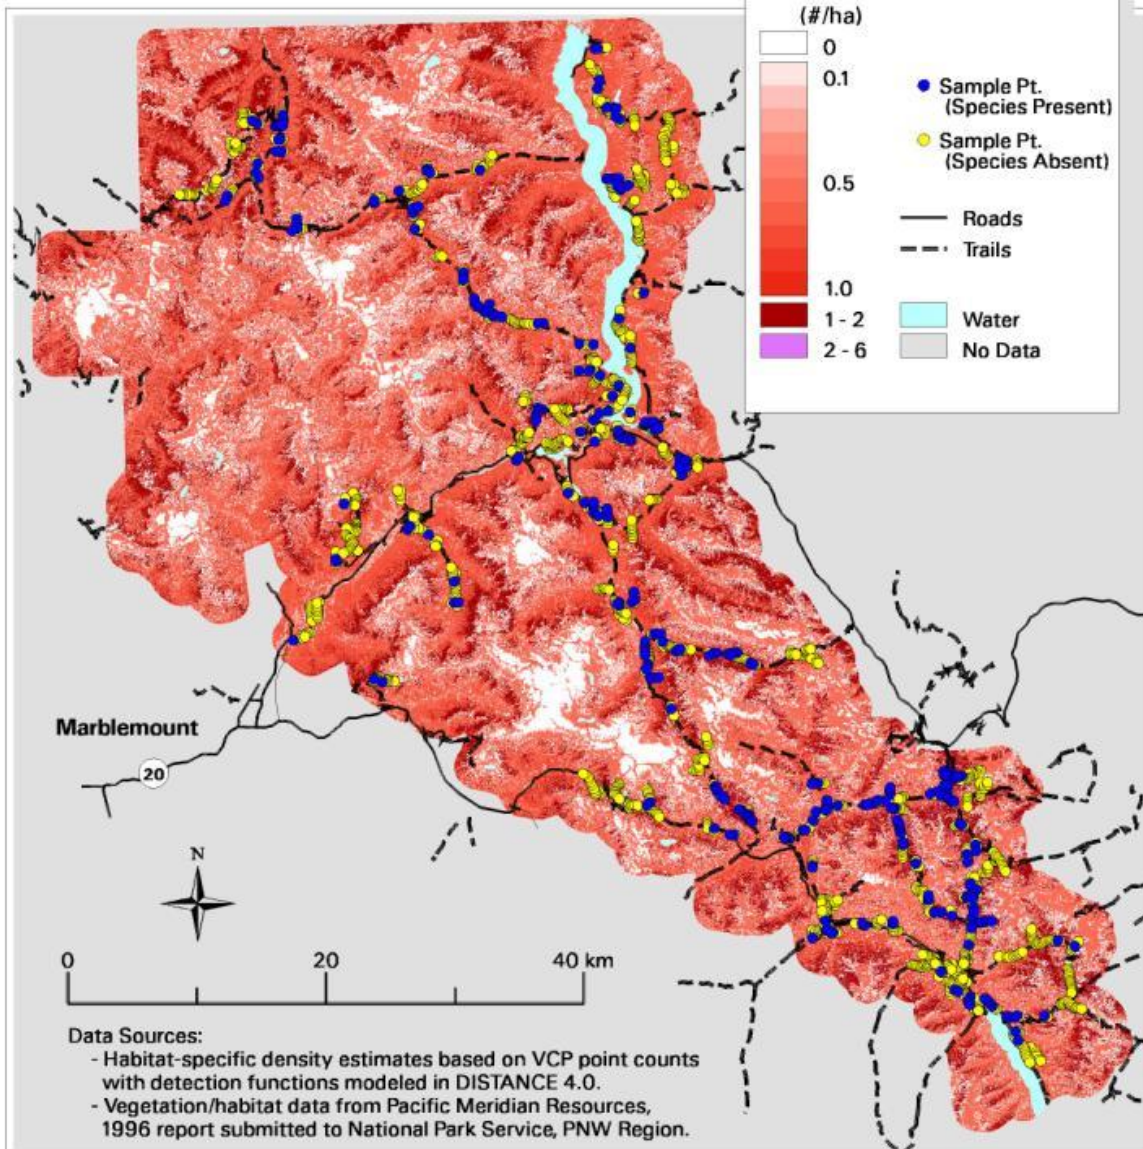 (#/ha)
0
0.1
0.5
1.0
1 - 2
2 - 6
Sample Pt.
(Species Present)
Sample Pt.
(Species Absent)
Roads
Trails
Water
No Data
Marblemount
20
N
0 20 40 km
Data Sources:
- Habitat-specific density estimates based on VCP point counts
with detection functions modeled in DISTANCE 4.0.
- Vegetation/habitat data from Pacific Meridian Resources,
1996 report submitted to National Park Service, PNW Region.